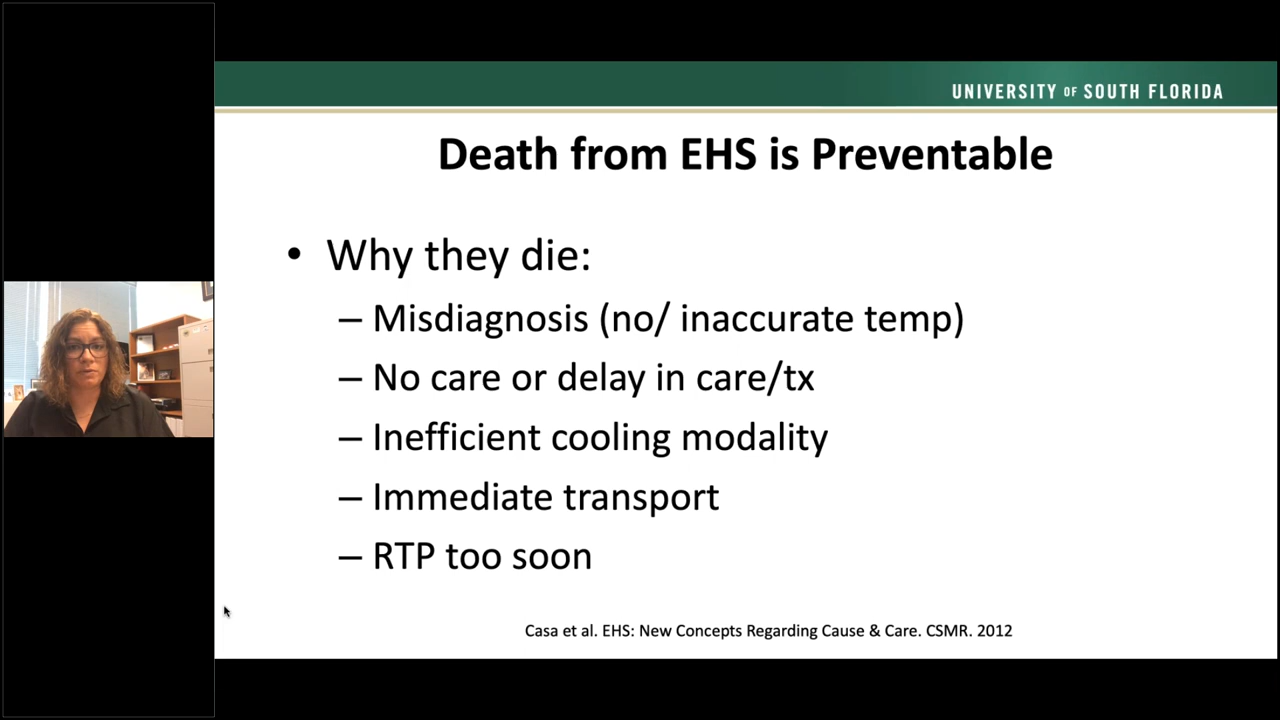 UNIVERSITY OF SOUTH FLORIDA
Death from EHS is Preventable
• Why they die:
– Misdiagnosis (no/ inaccurate temp)
– No care or delay in care/tx
– Inefficient cooling modality
– Immediate transport
– RTP too soon
Casa et al. EHS: New Concepts Regarding Cause & Care. CSMR. 2012